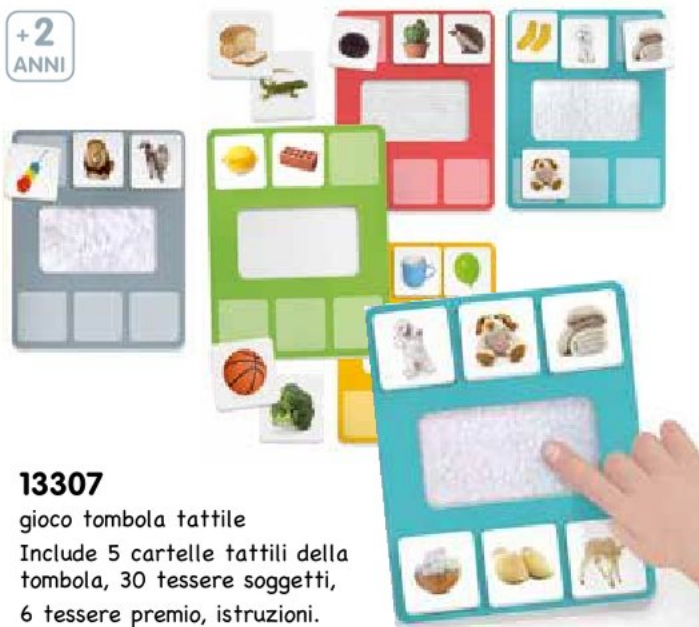 +2
ANNI
13307
gioco tombola tattile
Include 5 cartelle tattili della
tombola, 30 tessere soggetti,
6 tessere premio, istruzioni.